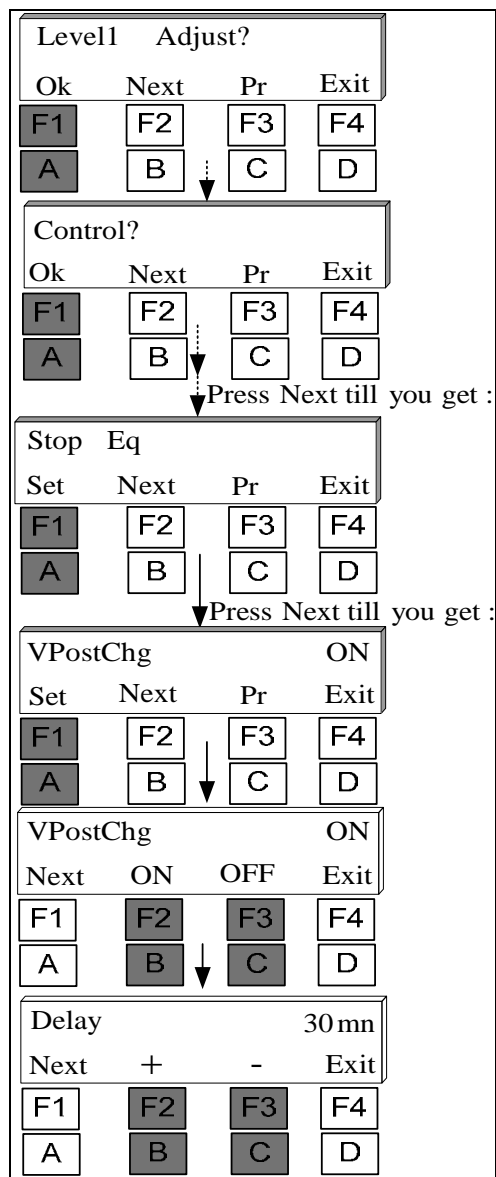 Level1 Adjust?
Ok Next Pr Exit
F1 F2 F3 F4
A B C D
Control?
Ok Next Pr Exit
F1 F2 F3 F4
A B C D
Press Next till you get :
Stop Eq
Set Next Pr Exit
F1 F2 F3 F4
A B C D
Press Next till you get :
VPostChg ON
Set Next Pr Exit
F1 F2 F3 F4
A B C D
VPostChg ON
Next ON OFF Exit
F1 F2 F3 F4
A B C D
Delay 30 mn
Next + - Exit
F1 F2 F3 F4
A B C D